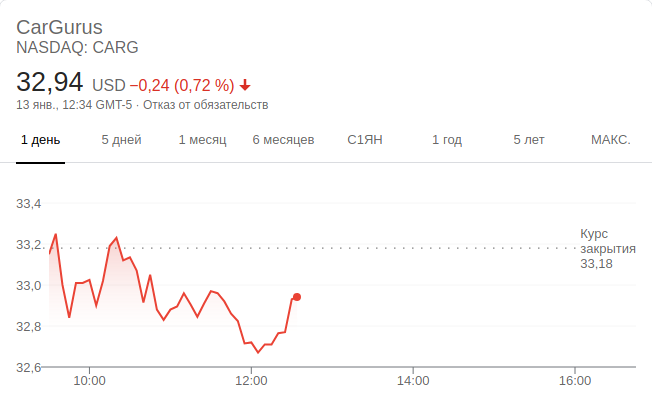 CarGurus
NASDAQ: CARG
32,94 USD −0,24 (0,72 %)
13 янв., 12:34 GMT-5 · Отказ от обязательств
1 день 5 дней 1 месяц 6 месяцев С1ЯН 1 год 5 лет МАКС.
33,4
33,2
33,0
32,8
32,6
Курс
закрытия
33,18
10:00 12:00 14:00 16:00